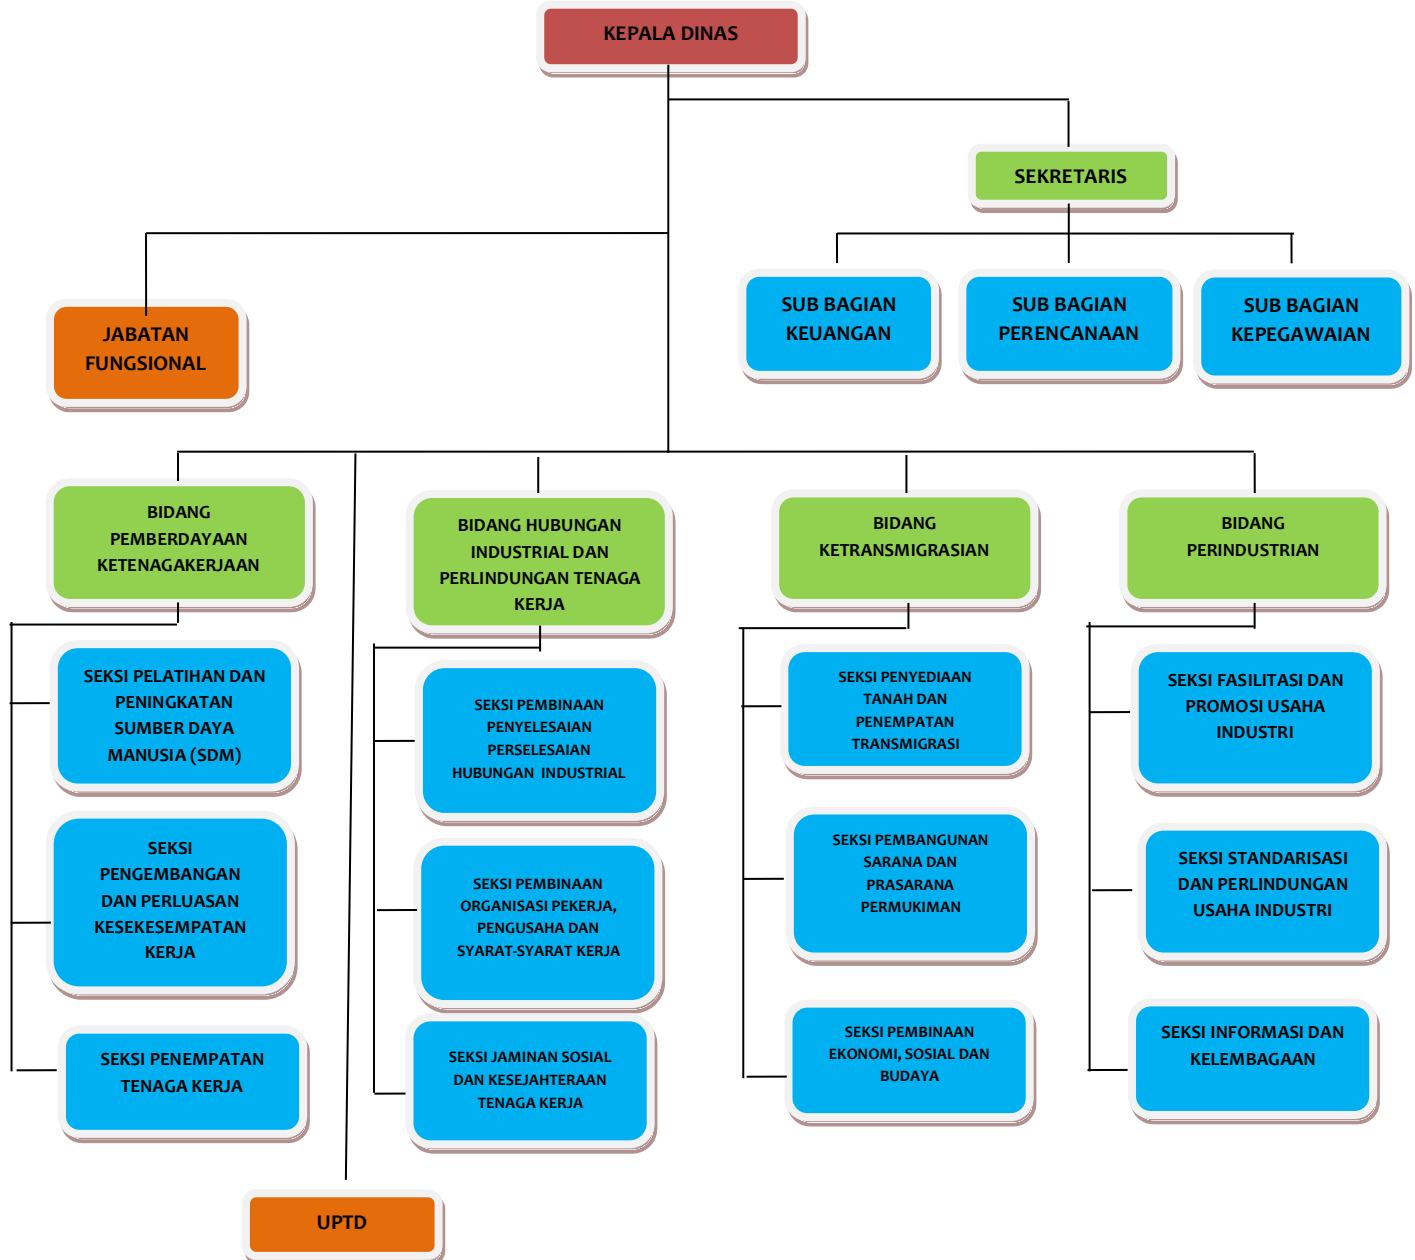 KEPALA DINAS
SEKRETARIS
SUB BAGIAN
KEUANGAN
SUB BAGIAN
PERENCANAAN
SUB BAGIAN
KEPEGAWAIAN
JABATAN
FUNGSIONAL
BIDANG
PEMBERDAYAAN
KETENAGAKERJAAN
BIDANG HUBUNGAN
INDUSTRIAL DAN
PERLINDUNGAN TENAGA
KERJA
BIDANG
KETRANSMIGRASIAN
BIDANG
PERINDUSTRIAN
SEKSI PELATIHAN DAN
PENINGKATAN
SUMBER DAYA
MANUSIA (SDM)
SEKSI PEMBINAAN
PENYELESAIAN
PERSELESAIAN
HUBUNGAN INDUSTRIAL
SEKSI PENYEDIAAN
TANAH DAN
PENEMPATAN
TRANSMIGRASI
SEKSI FASILITASI DAN
PROMOSI USAHA
INDUSTRI
SEKSI
PENGEMBANGAN
DAN PERLUASAN
KESEKESEMPATAN
KERJA
SEKSI PEMBINAAN
ORGANISASI PEKERJA,
PENGUSAHA DAN
SYARAT-SYARAT KERJA
SEKSI PEMBANGUNAN
SARANA DAN
PRASARANA
PERMUKIMAN
SEKSI STANDARISASI
DAN PERLINDUNGAN
USAHA INDUSTRI
SEKSI PENEMPATAN
TENAGA KERJA
SEKSI JAMINAN SOSIAL
DAN KESEJAHTERAAN
TENAGA KERJA
SEKSI PEMBINAAN
EKONOMI, SOSIAL DAN
BUDAYA
SEKSI INFORMASI DAN
KELEMBAGAAN
UPTD